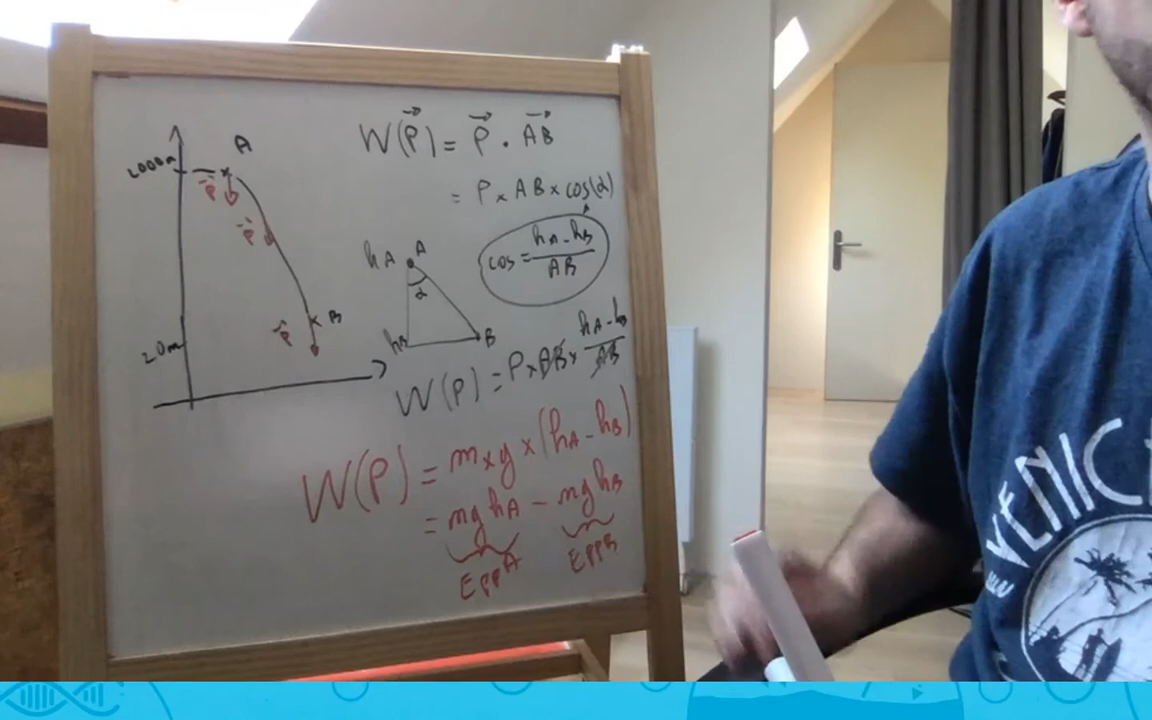 W(P⃗) = P⃗ . AB⃗
= P x AB x cos(α)
cos = (hA - hB) / AB
1000m
A
P⃗
P⃗
P⃗
B
20m
hA A
α
hB B
W(P) = P x AB x (hA - hB) / AB
W(P) = m x g x (hA - hB)
= mg hA - mg hB
EPPA EPPB
VENIC